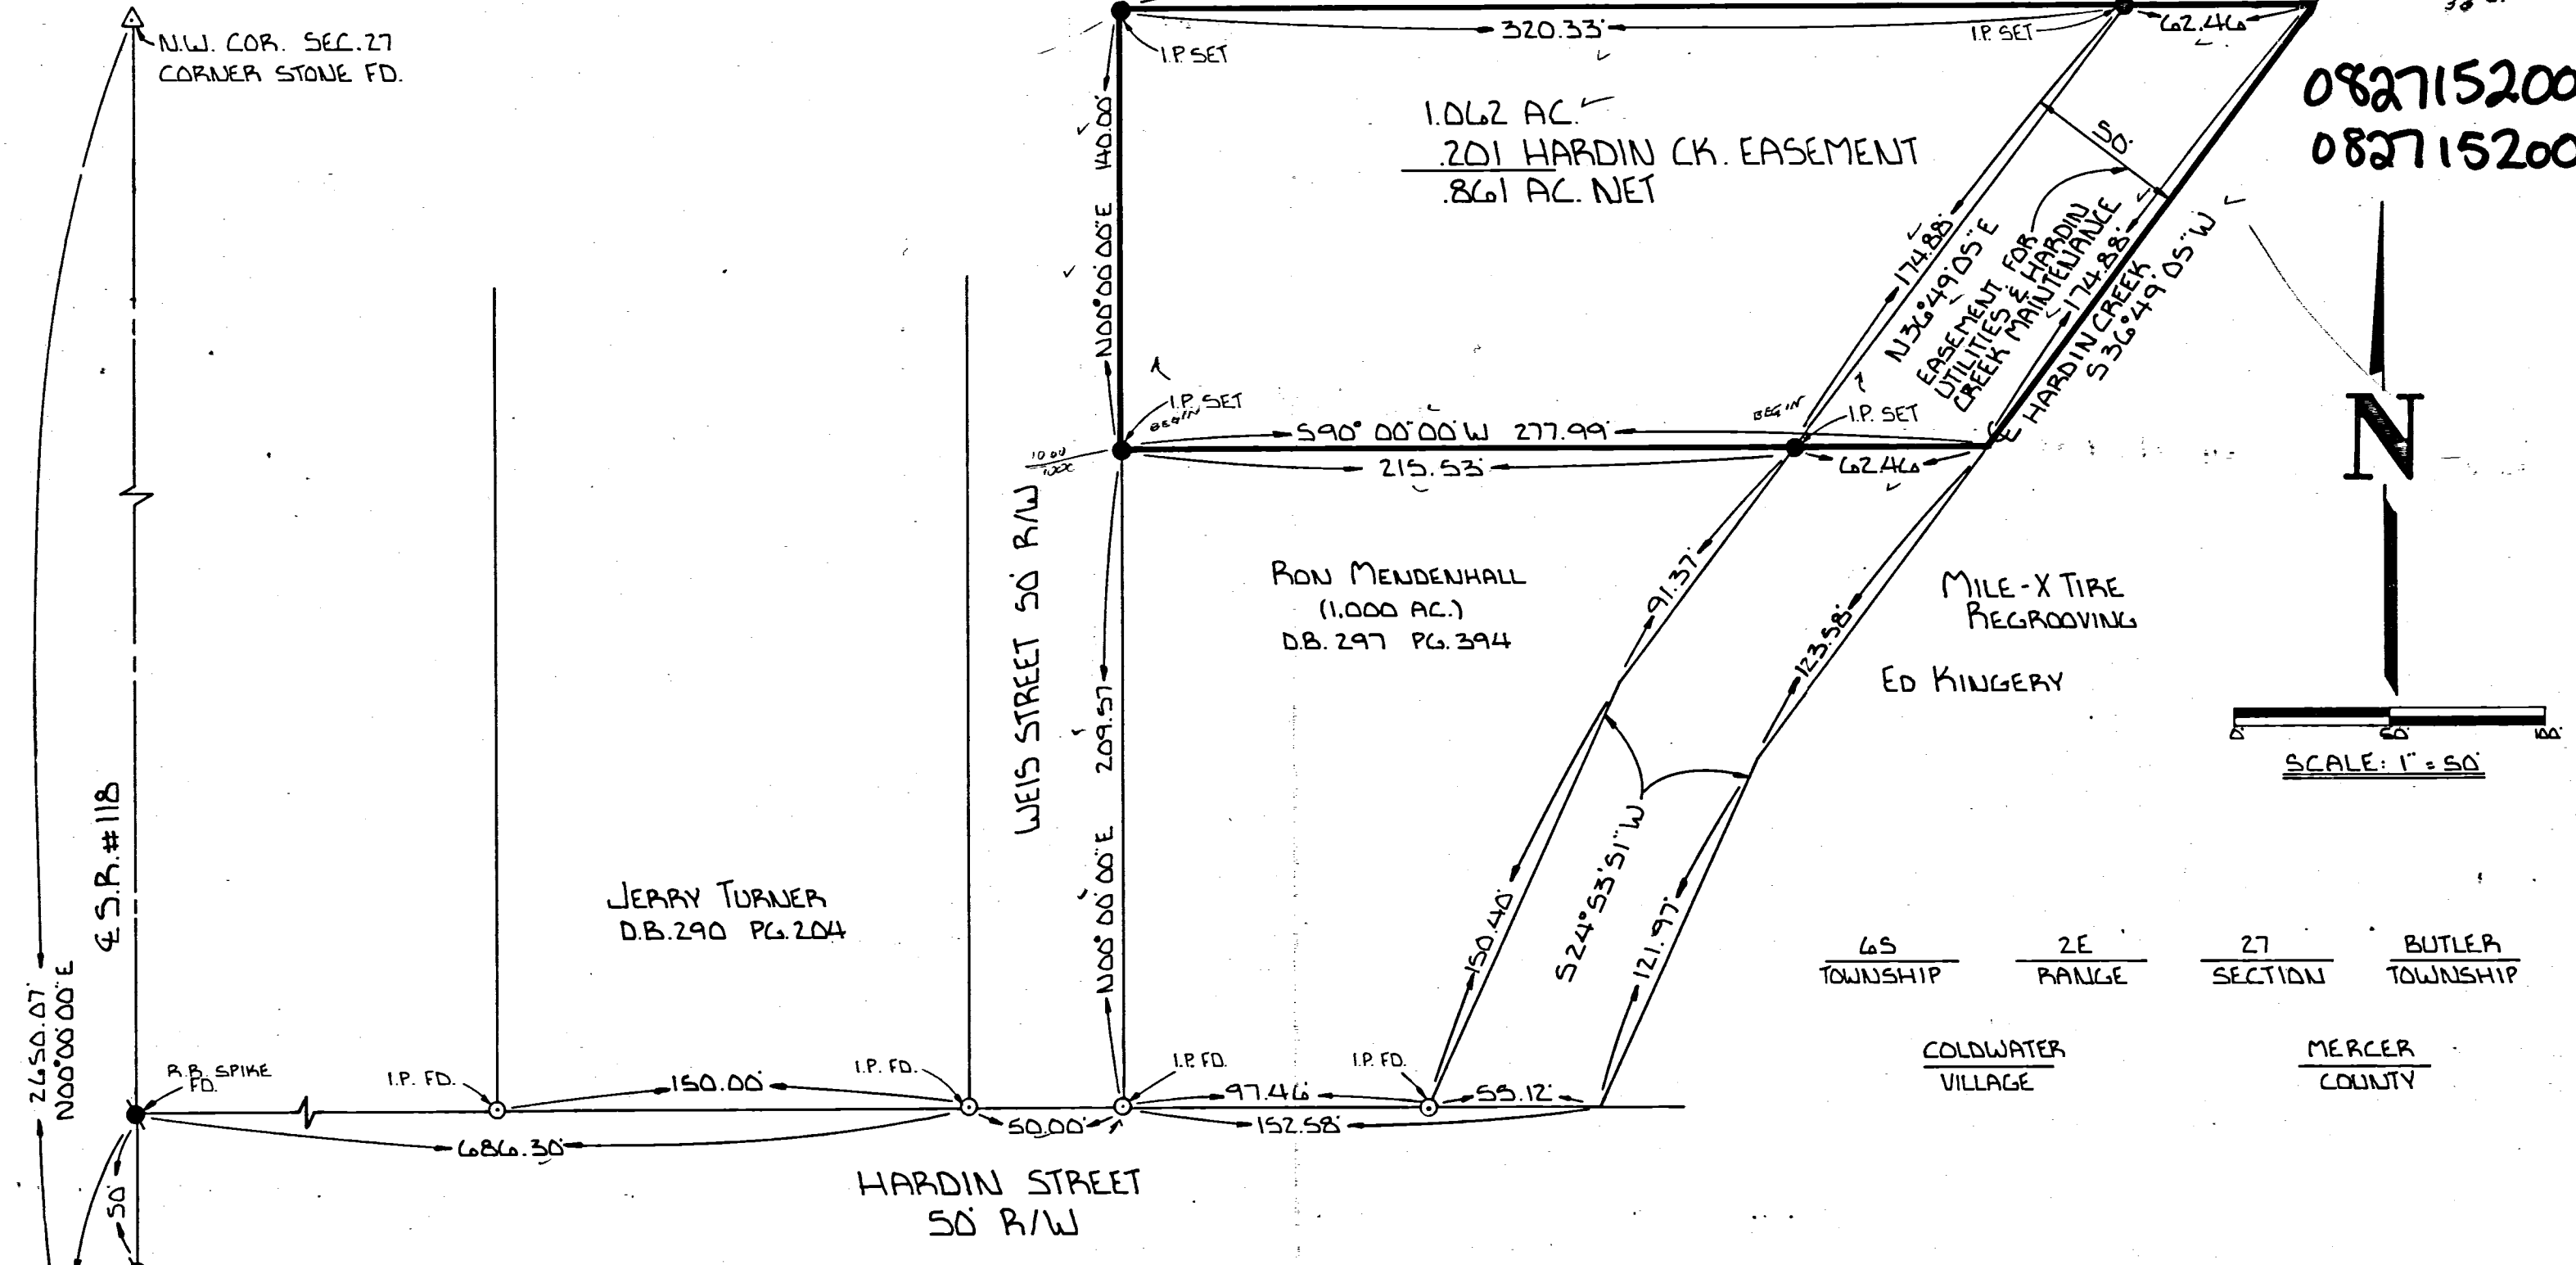 N.W. COR. SEC. 27
CORNER STONE FD.
320.33'
I.P. SET
I.P. SET
62.46'
082715200
082715200
1.062 AC.
.201 HARDIN CK. EASEMENT
.861 AC. NET
N00°00'00"E 140.00'
50'
174.88'
N36°49'05"E
EASEMENT FOR
UTILITIES & HARDIN
CREEK MAINTENANCE
174.88'
℄ HARDIN CREEK
S36°49'05"W
I.P. SET
BEGIN
BEGIN
I.P. SET
S90°00'00"W 277.99'
215.53'
62.46'
N
WEIS STREET 50' R/W
N00°00'00"E 209.57'
RON MENDENHALL
(1.000 AC.)
D.B. 297 PG. 394
91.37'
123.58'
MILE-X TIRE
REGROOVING
ED KINGERY
0' 50' 100'
SCALE: 1" = 50'
℄ S.R.#118
JERRY TURNER
D.B. 290 PG. 204
150.40'
S24°53'51"W
121.97'
6S
TOWNSHIP
2E
RANGE
27
SECTION
BUTLER
TOWNSHIP
COLDWATER
VILLAGE
MERCER
COUNTY
2650.07'
N00°00'00"E
R.R. SPIKE
FD.
I.P. FD.
150.00'
I.P. FD.
I.P. FD.
97.46'
I.P. FD.
55.12'
686.30'
50.00'
152.58'
50'
HARDIN STREET
50' R/W